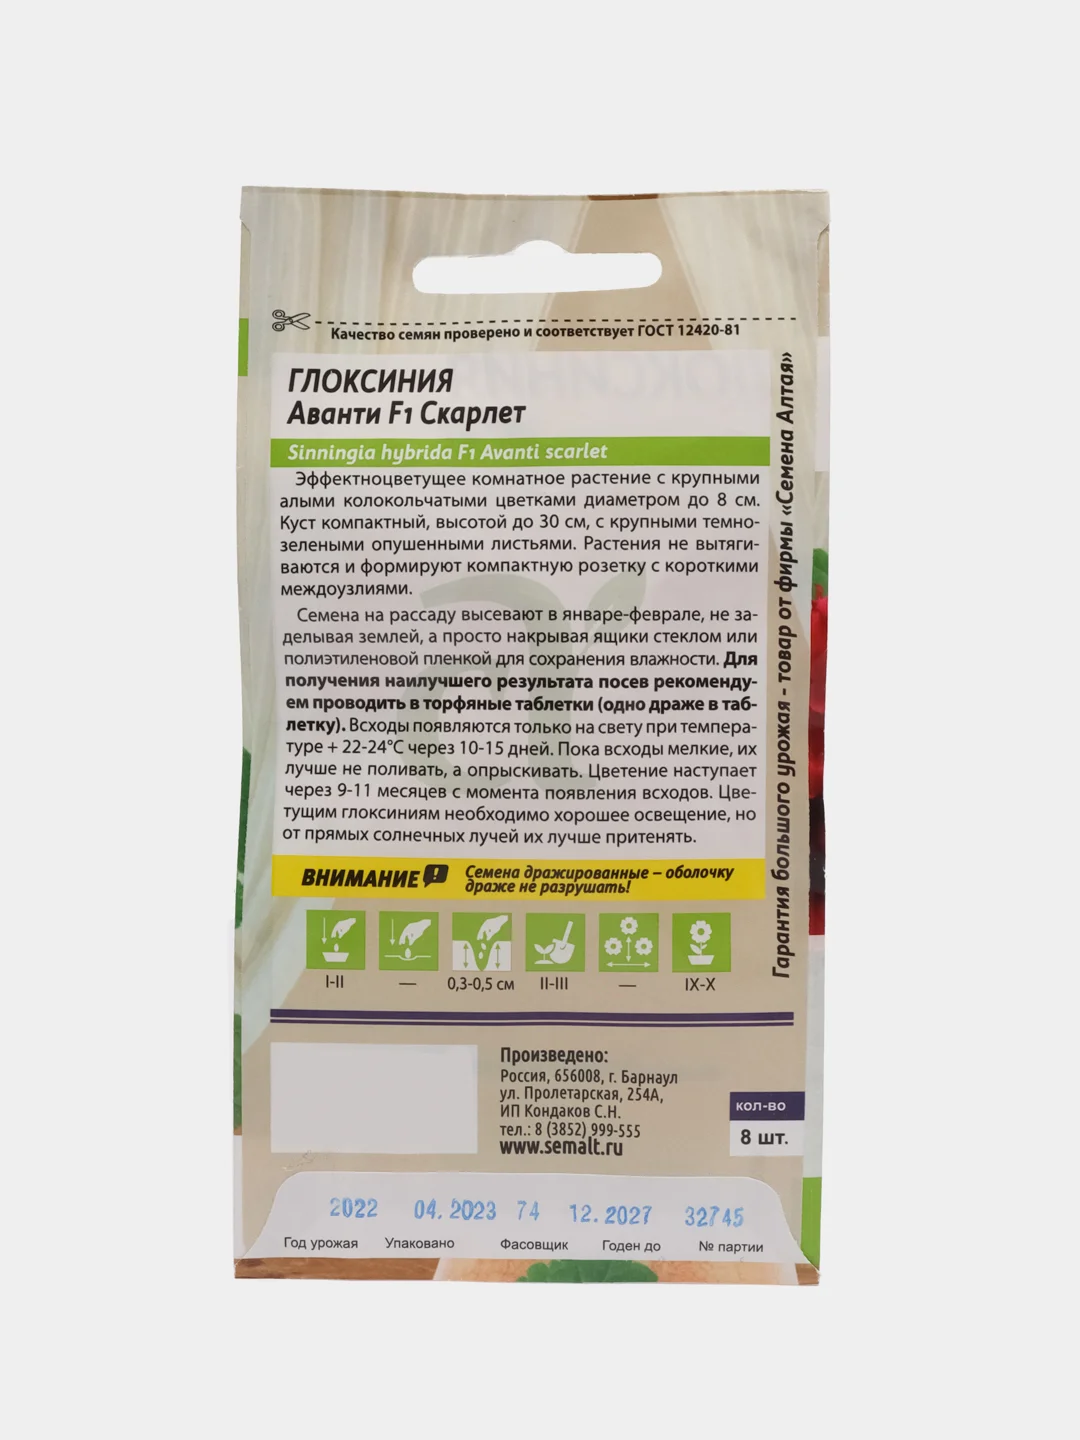 Качество семян проверено и соответствует ГОСТ 12420-81
ГЛОКСИНИЯ
Аванти F1 Скарлет
Sinningia hybrida F1 Avanti scarlet
Эффектноцветущее комнатное растение с крупными
алыми колокольчатыми цветками диаметром до 8 см.
Куст компактный, высотой до 30 см, с крупными темно-
зелеными опушенными листьями. Растения не вытяги-
ваются и формируют компактную розетку с короткими
междоузлиями.
Семена на рассаду высевают в январе-феврале, не за-
делывая землей, а просто накрывая ящики стеклом или
полиэтиленовой пленкой для сохранения влажности. Для
получения наилучшего результата посев рекоменду-
ем проводить в торфяные таблетки (одно драже в таб-
летку). Всходы появляются только на свету при темпера-
туре + 22-24°С через 10-15 дней. Пока всходы мелкие, их
лучше не поливать, а опрыскивать. Цветение наступает
через 9-11 месяцев с момента появления всходов. Цве-
тущим глоксиниям необходимо хорошее освещение, но
от прямых солнечных лучей их лучше притенять.
ВНИМАНИЕ!
Семена дражированные – оболочку
драже не разрушать!
I-II — 0,3-0,5 см II-III — IX-X
Гарантия большого урожая - товар от фирмы «Семена Алтая»
Произведено:
Россия, 656008, г. Барнаул
ул. Пролетарская, 254А,
ИП Кондаков С.Н.
тел.: 8 (3852) 999-555
www.semalt.ru
кол-во
8 шт.
2022 04.2023 74 12.2027 32745
Год урожая Упаковано Фасовщик Годен до № партии